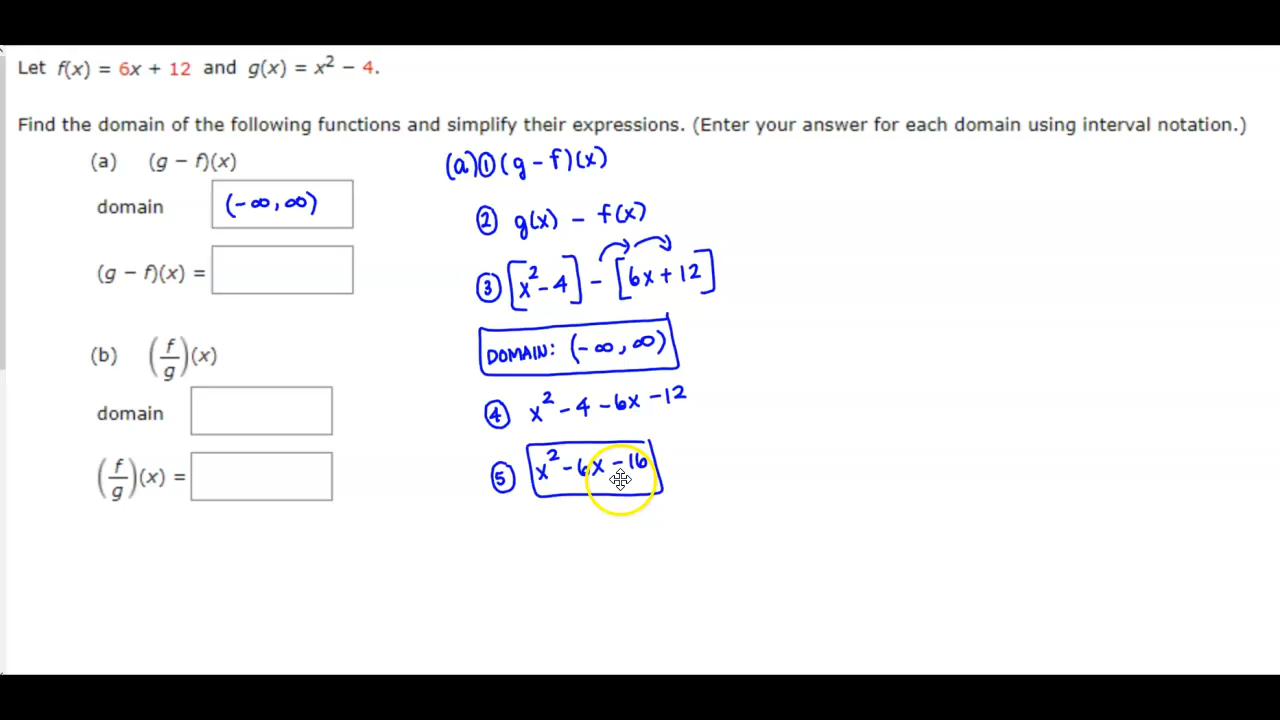 Let f(x) = 6x + 12 and g(x) = x² − 4.
Find the domain of the following functions and simplify their expressions. (Enter your answer for each domain using interval notation.)
(a) (g − f)(x)
domain (-∞, ∞)
(g − f)(x) =
(b) (f/g)(x)
domain
(f/g)(x) =
(a) ① (g - f)(x)
② g(x) - f(x)
③ [x² - 4] - [6x + 12]
DOMAIN: (-∞, ∞)
④ x² - 4 - 6x - 12
⑤ x² - 6x - 16